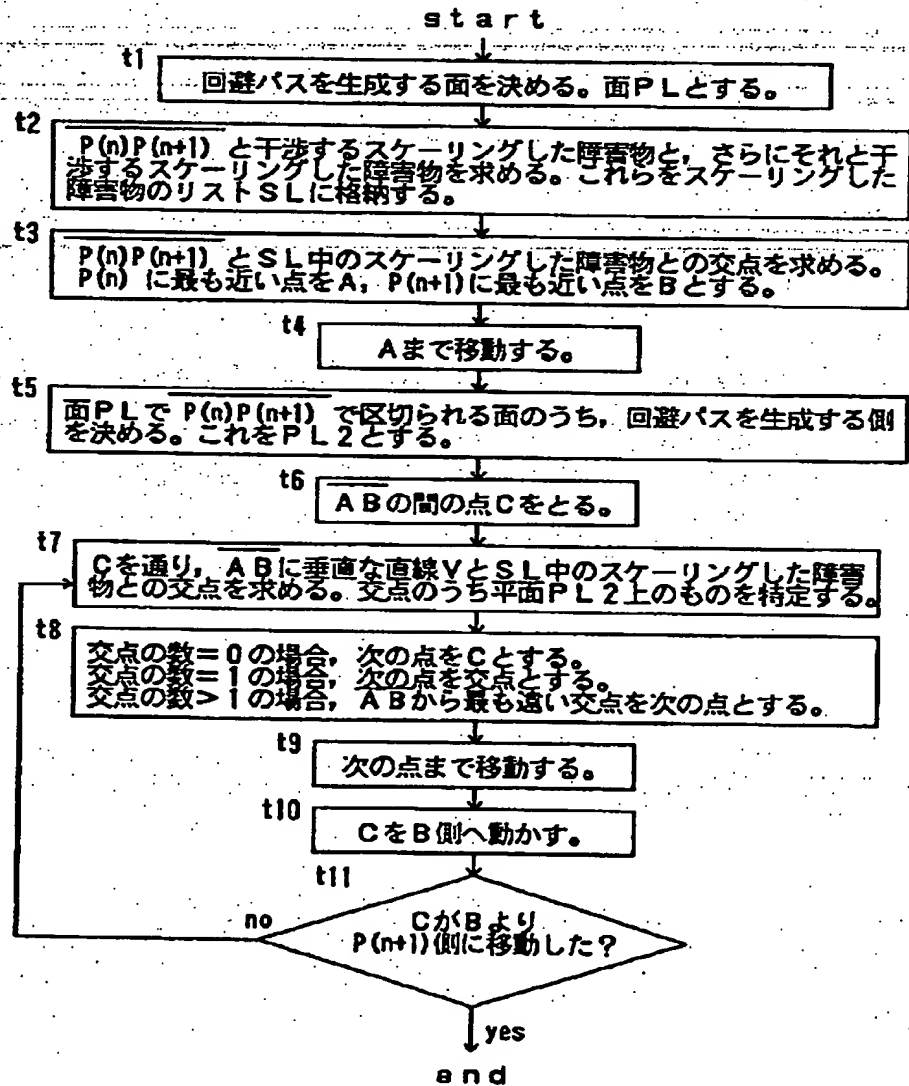 start
t1
回避パスを生成する面を決める。面PLとする。
t2
P(n)P(n+1) と干渉するスケーリングした障害物と，さらにそれと干
渉するスケーリングした障害物を求める。これらをスケーリングした
障害物のリストSLに格納する。
t3
P(n)P(n+1) とSL中のスケーリングした障害物との交点を求める。
P(n) に最も近い点をA，P(n+1)に最も近い点をBとする。
t4
Aまで移動する。
t5
面PLで P(n)P(n+1) で区切られる面のうち，回避パスを生成する側
を決める。これをPL2とする。
t6
ABの間の点Cをとる。
t7
Cを通り，ABに垂直な直線VとSL中のスケーリングした障害
物との交点を求める。交点のうち平面PL2上のものを特定する。
t8
交点の数=0の場合，次の点をCとする。
交点の数=1の場合，次の点を交点とする。
交点の数>1の場合，ABから最も遠い交点を次の点とする。
t9
次の点まで移動する。
t10
CをB側へ動かす。
t11
no
CがBより
P(n+1)側に移動した?
yes
and